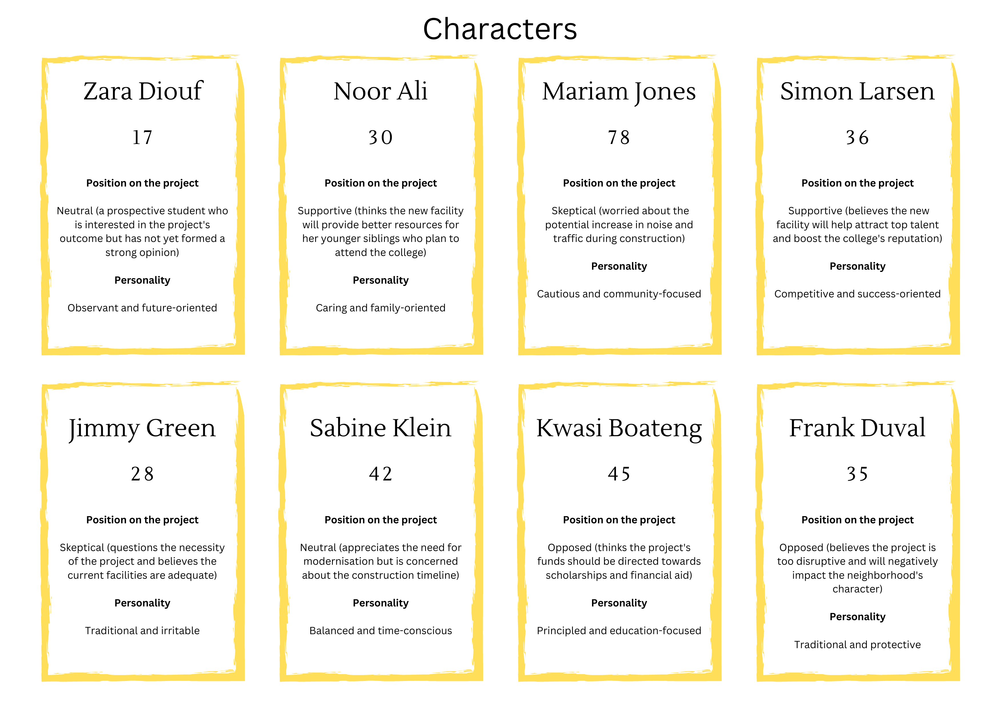 Characters
Zara Diouf
17
Position on the project
Neutral (a prospective student who
is interested in the project's
outcome but has not yet formed a
strong opinion)
Personality
Observant and future-oriented
Noor Ali
30
Position on the project
Supportive (thinks the new facility
will provide better resources for
her younger siblings who plan to
attend the college)
Personality
Caring and family-oriented
Mariam Jones
78
Position on the project
Skeptical (worried about the
potential increase in noise and
traffic during construction)
Personality
Cautious and community-focused
Simon Larsen
36
Position on the project
Supportive (believes the new
facility will help attract top talent
and boost the college's reputation)
Personality
Competitive and success-oriented
Jimmy Green
28
Position on the project
Skeptical (questions the necessity
of the project and believes the
current facilities are adequate)
Personality
Traditional and irritable
Sabine Klein
42
Position on the project
Neutral (appreciates the need for
modernisation but is concerned
about the construction timeline)
Personality
Balanced and time-conscious
Kwasi Boateng
45
Position on the project
Opposed (thinks the project's
funds should be directed towards
scholarships and financial aid)
Personality
Principled and education-focused
Frank Duval
35
Position on the project
Opposed (believes the project is
too disruptive and will negatively
impact the neighborhood's
character)
Personality
Traditional and protective